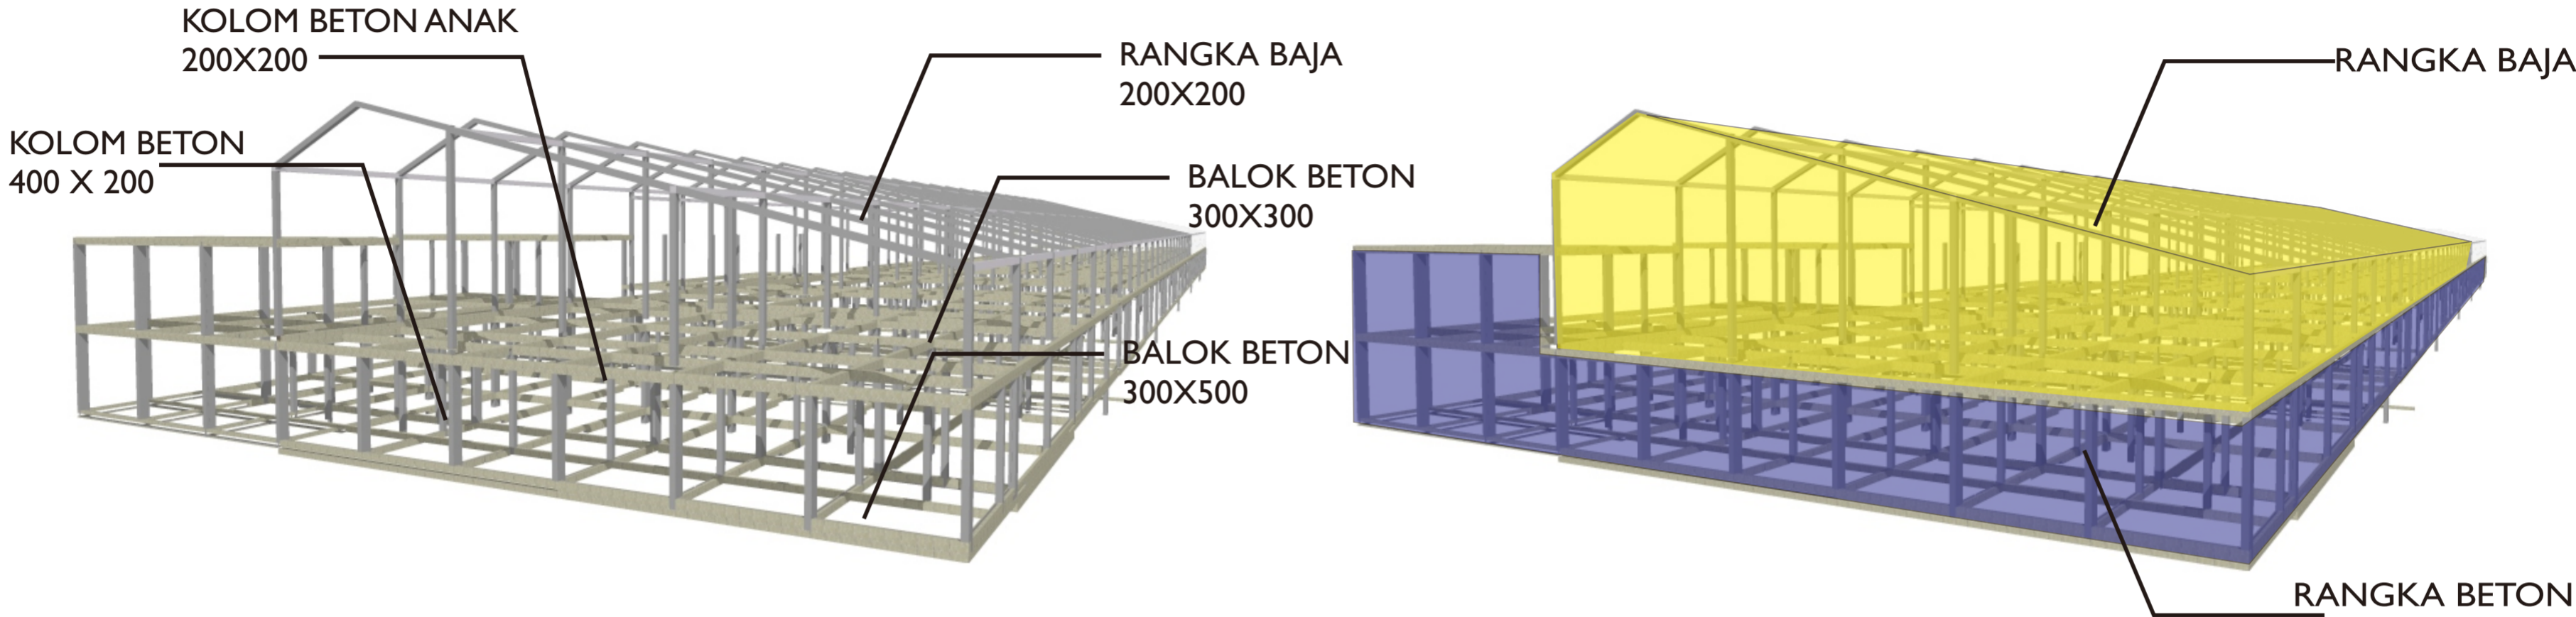 KOLOM BETON ANAK
200X200
KOLOM BETON
400 X 200
RANGKA BAJA
200X200
BALOK BETON
300X300
BALOK BETON
300X500
RANGKA BAJA
RANGKA BETON